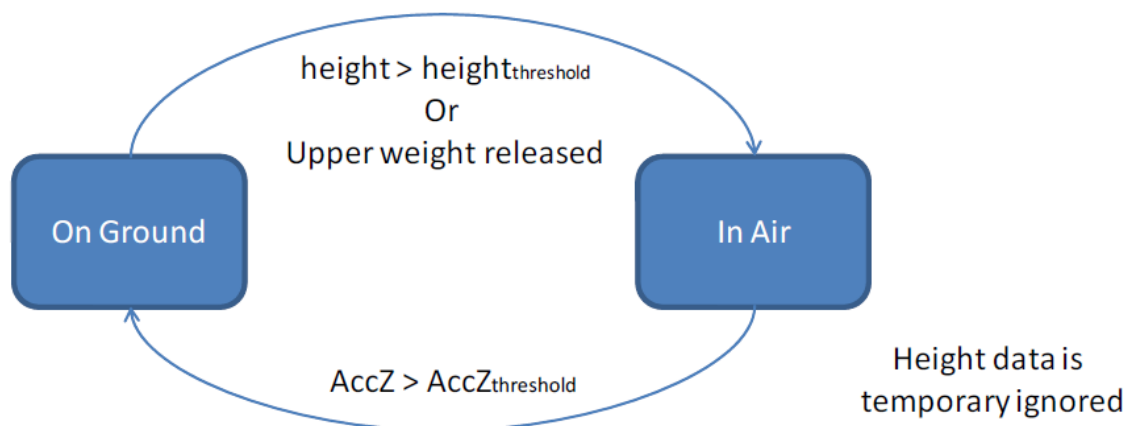 height > heightthreshold
Or
Upper weight released
On Ground
In Air
AccZ > AccZthreshold
Height data is
temporary ignored